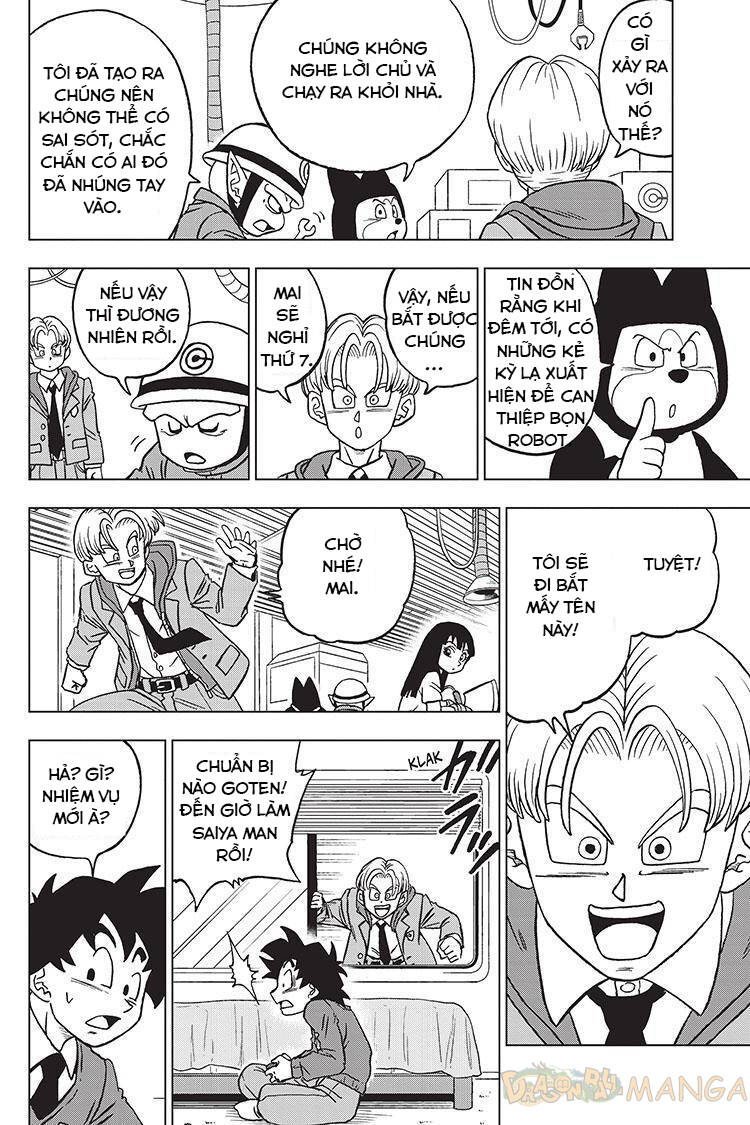 CÓ
GÌ
XẢY RA
VỚI
NÓ
THẾ?
CHÚNG KHÔNG
NGHE LỜI CHỦ VÀ
CHẠY RA KHỎI NHÀ.
TÔI ĐÃ TẠO RA
CHÚNG NÊN
KHÔNG THỂ CÓ
SAI SÓT, CHẮC
CHẮN CÓ AI ĐÓ
ĐÃ NHÚNG TAY
VÀO.
TIN ĐỒN
RẰNG KHI
ĐÊM TỚI, CÓ
NHỮNG KẺ
KỲ LẠ XUẤT
HIỆN ĐỂ CAN
THIỆP BỌN
ROBOT
VẬY, NẾU
BẮT ĐƯỢC
CHÚNG
...
MAI
SẼ
NGHỈ
THỨ 7.
NẾU VẬY
THÌ ĐƯƠNG
NHIÊN RỒI.
TUYỆT!
TÔI SẼ
ĐI BẮT
MẤY TÊN
NÀY!
CHỜ
NHÉ!
MAI.
KLAK
CHUẨN BỊ
NÀO GOTEN!
ĐẾN GIỜ LÀM
SAIYA MAN
RỒI!
HẢ? GÌ?
NHIỆM VỤ
MỚI À?
DRAGON BALL MANGA